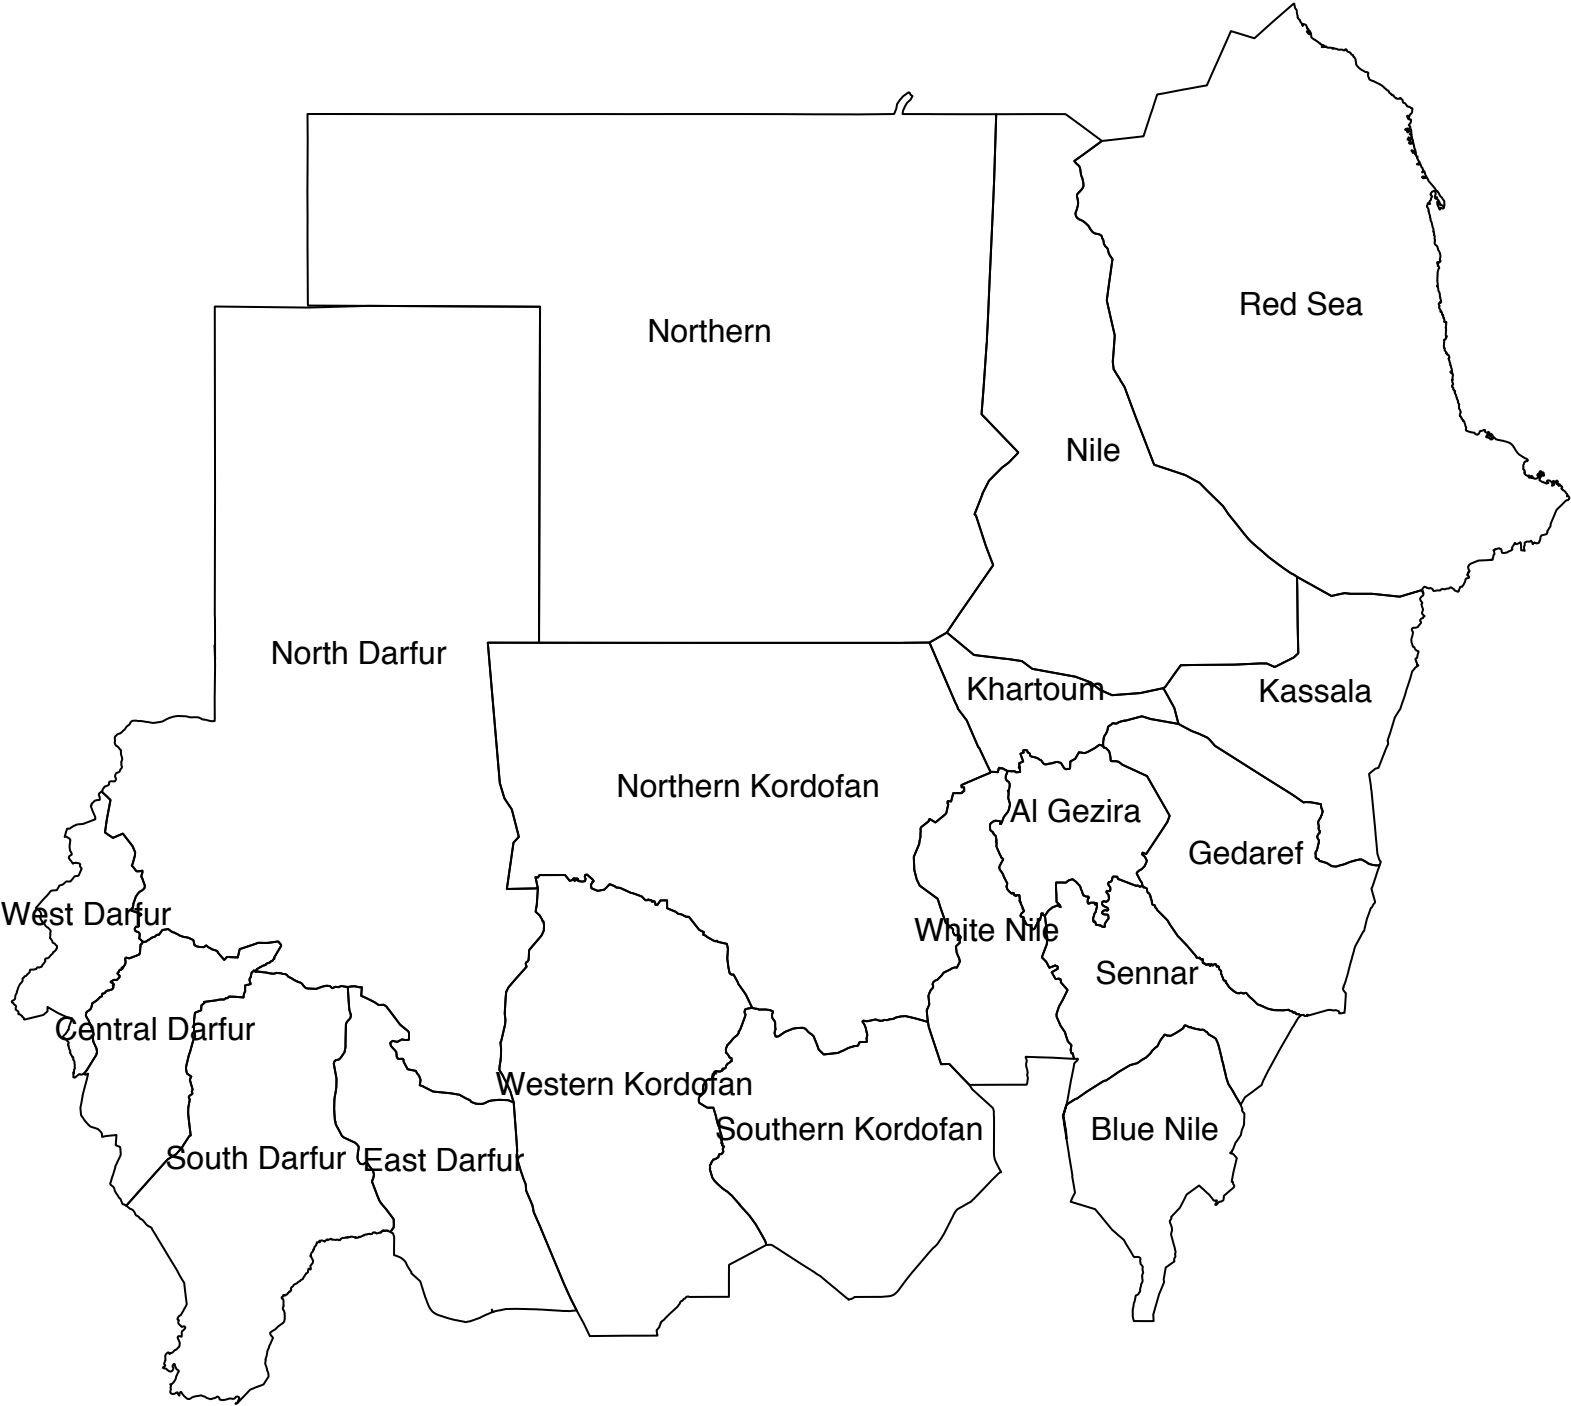 Red Sea
Northern
Nile
North Darfur
Khartoum
Kassala
Northern Kordofan
Al Gezira
Gedaref
West Darfur
White Nile
Sennar
Central Darfur
Western Kordofan
Southern Kordofan
Blue Nile
South Darfur
East Darfur